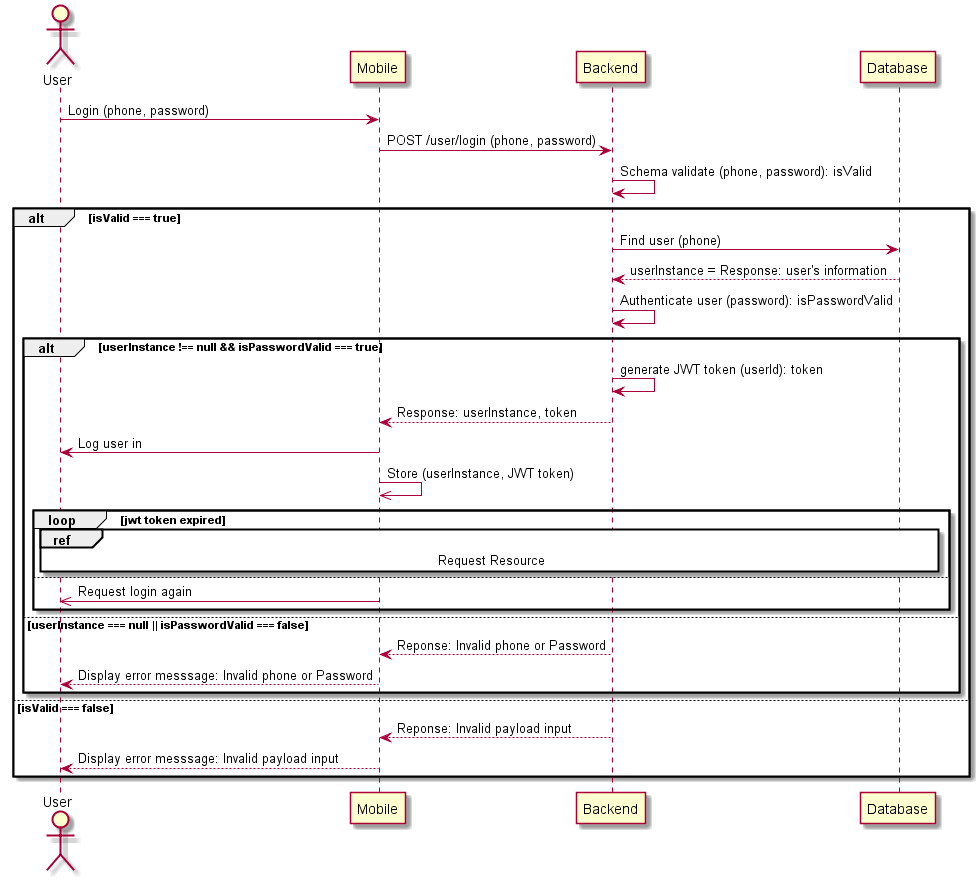 User
Mobile
Backend
Database
Login (phone, password)
POST /user/login (phone, password)
Schema validate (phone, password): isValid
alt
[isValid === true]
Find user (phone)
userInstance = Response: user's information
Authenticate user (password): isPasswordValid
alt
[userInstance !== null && isPasswordValid === true]
generate JWT token (userId): token
Response: userInstance, token
Log user in
Store (userInstance, JWT token)
loop
[jwt token expired]
ref
Request Resource
Request login again
[userInstance === null || isPasswordValid === false]
Reponse: Invalid phone or Password
Display error messsage: Invalid phone or Password
[isValid === false]
Reponse: Invalid payload input
Display error messsage: Invalid payload input
User
Mobile
Backend
Database